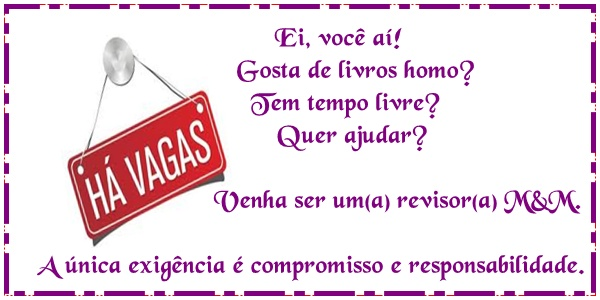 Ei, você aí!
Gosta de livros homo?
Tem tempo livre?
Quer ajudar?
HÁ VAGAS
Venha ser um(a) revisor(a) M&M.
A única exigência é compromisso e responsabilidade.